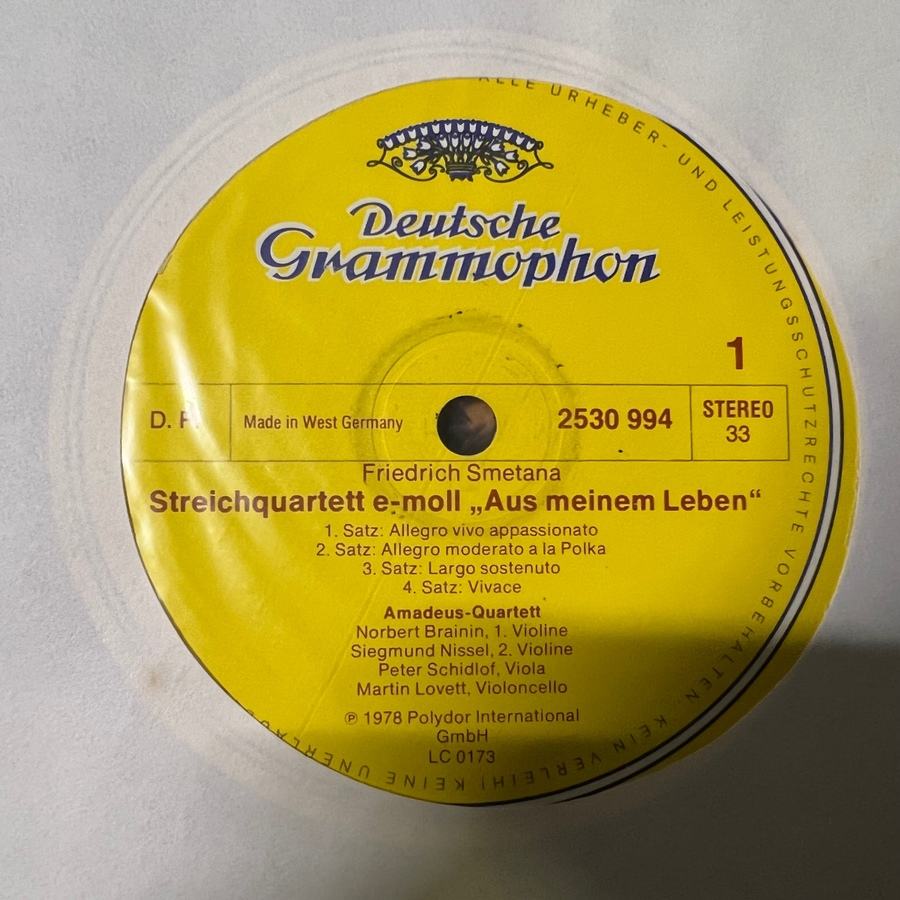 Deutsche
Grammophon
1
D. P.
Made in West Germany
2530 994
STEREO
33
Friedrich Smetana
Streichquartett e-moll „Aus meinem Leben“
1. Satz: Allegro vivo appassionato
2. Satz: Allegro moderato a la Polka
3. Satz: Largo sostenuto
4. Satz: Vivace
Amadeus-Quartett
Norbert Brainin, 1. Violine
Siegmund Nissel, 2. Violine
Peter Schidlof, Viola
Martin Lovett, Violoncello
℗ 1978 Polydor International
GmbH
LC 0173
ALLE URHEBER- UND LEISTUNGSSCHUTZRECHTE VORBEHALTEN. KEIN VERLEIH! KEINE